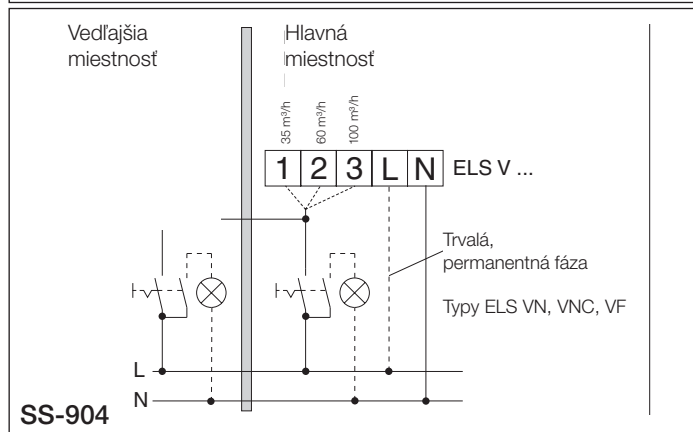 Vedľajšia
miestnosť
Hlavná
miestnosť
35 m³/h
60 m³/h
100 m³/h
1 2 3 L N ELS V ...
Trvalá,
permanentná fáza
Typy ELS VN, VNC, VF
L
N
SS-904